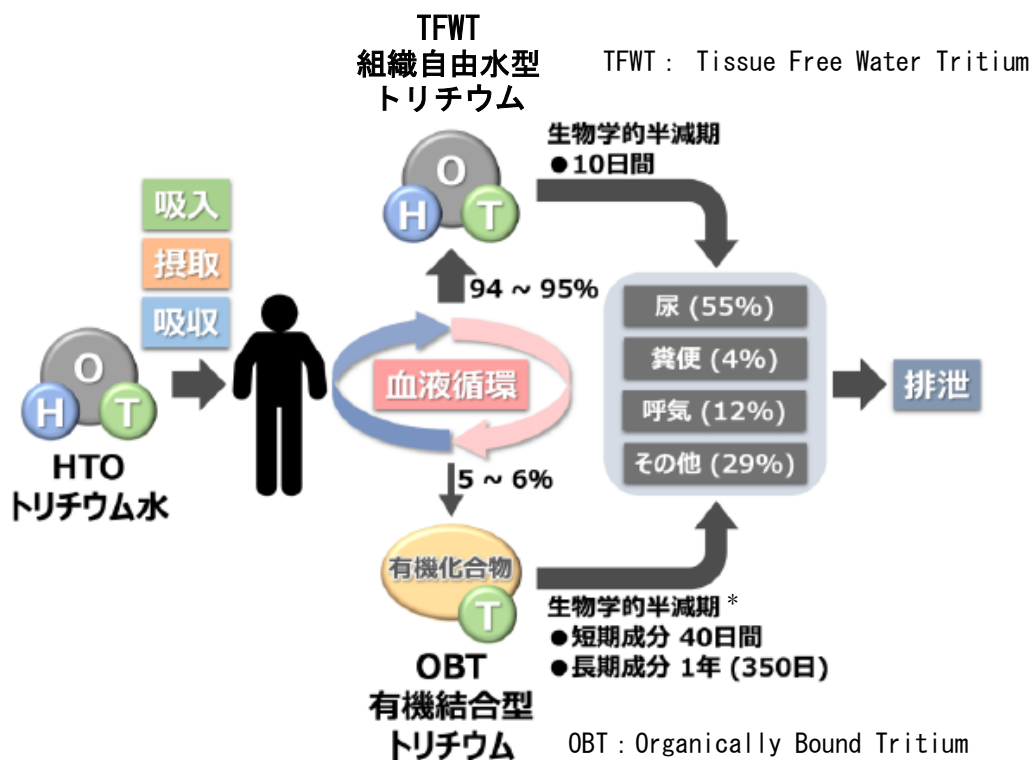 TFWT
組織自由水型
トリチウム
TFWT： Tissue Free Water Tritium
生物学的半減期
●10日間
O
H
T
吸入
摂取
吸収
94 ~ 95%
O
H
T
HTO
トリチウム水
血液循環
尿 (55%)
糞便 (4%)
呼気 (12%)
その他 (29%)
排泄
5 ~ 6%
有機化合物
T
生物学的半減期 *
●短期成分 40日間
●長期成分 1年 (350日)
OBT
有機結合型
トリチウム
OBT：Organically Bound Tritium